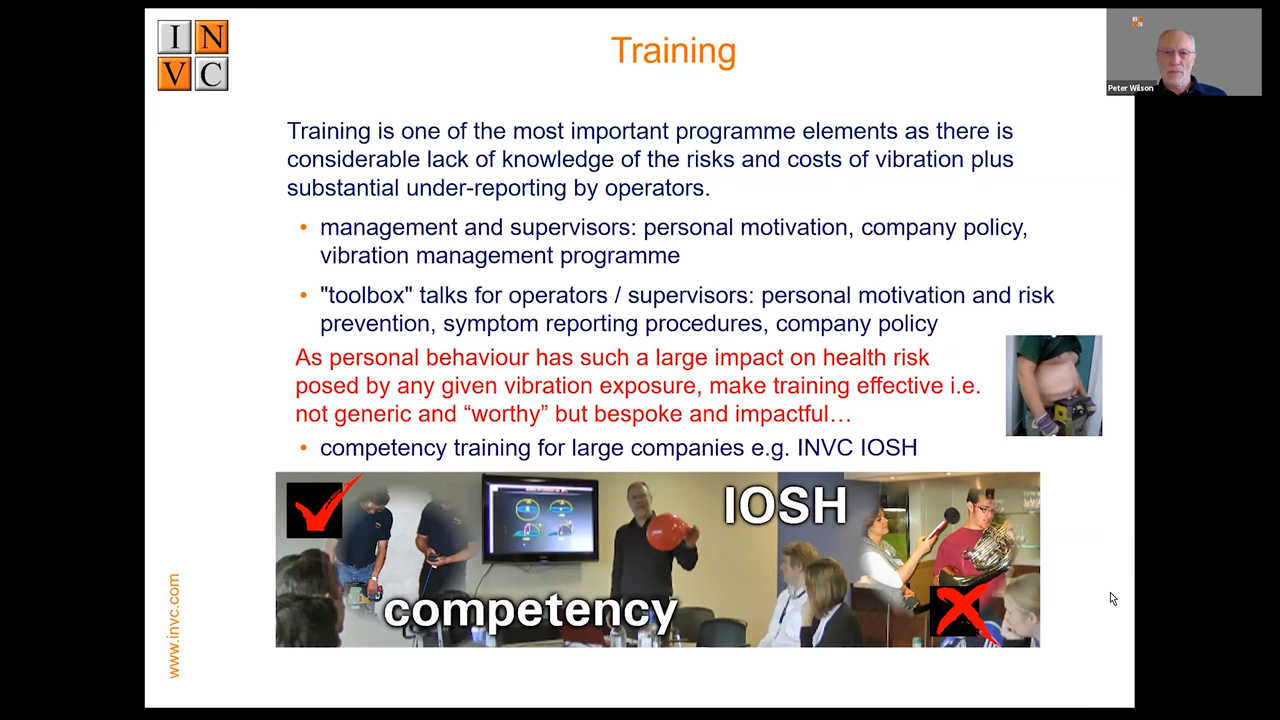 I N
V C
Training
Peter Wilson
Training is one of the most important programme elements as there is
considerable lack of knowledge of the risks and costs of vibration plus
substantial under-reporting by operators.
• management and supervisors: personal motivation, company policy,
vibration management programme
• "toolbox" talks for operators / supervisors: personal motivation and risk
prevention, symptom reporting procedures, company policy
As personal behaviour has such a large impact on health risk
posed by any given vibration exposure, make training effective i.e.
not generic and “worthy” but bespoke and impactful…
• competency training for large companies e.g. INVC IOSH
IOSH
competency
www.invc.com